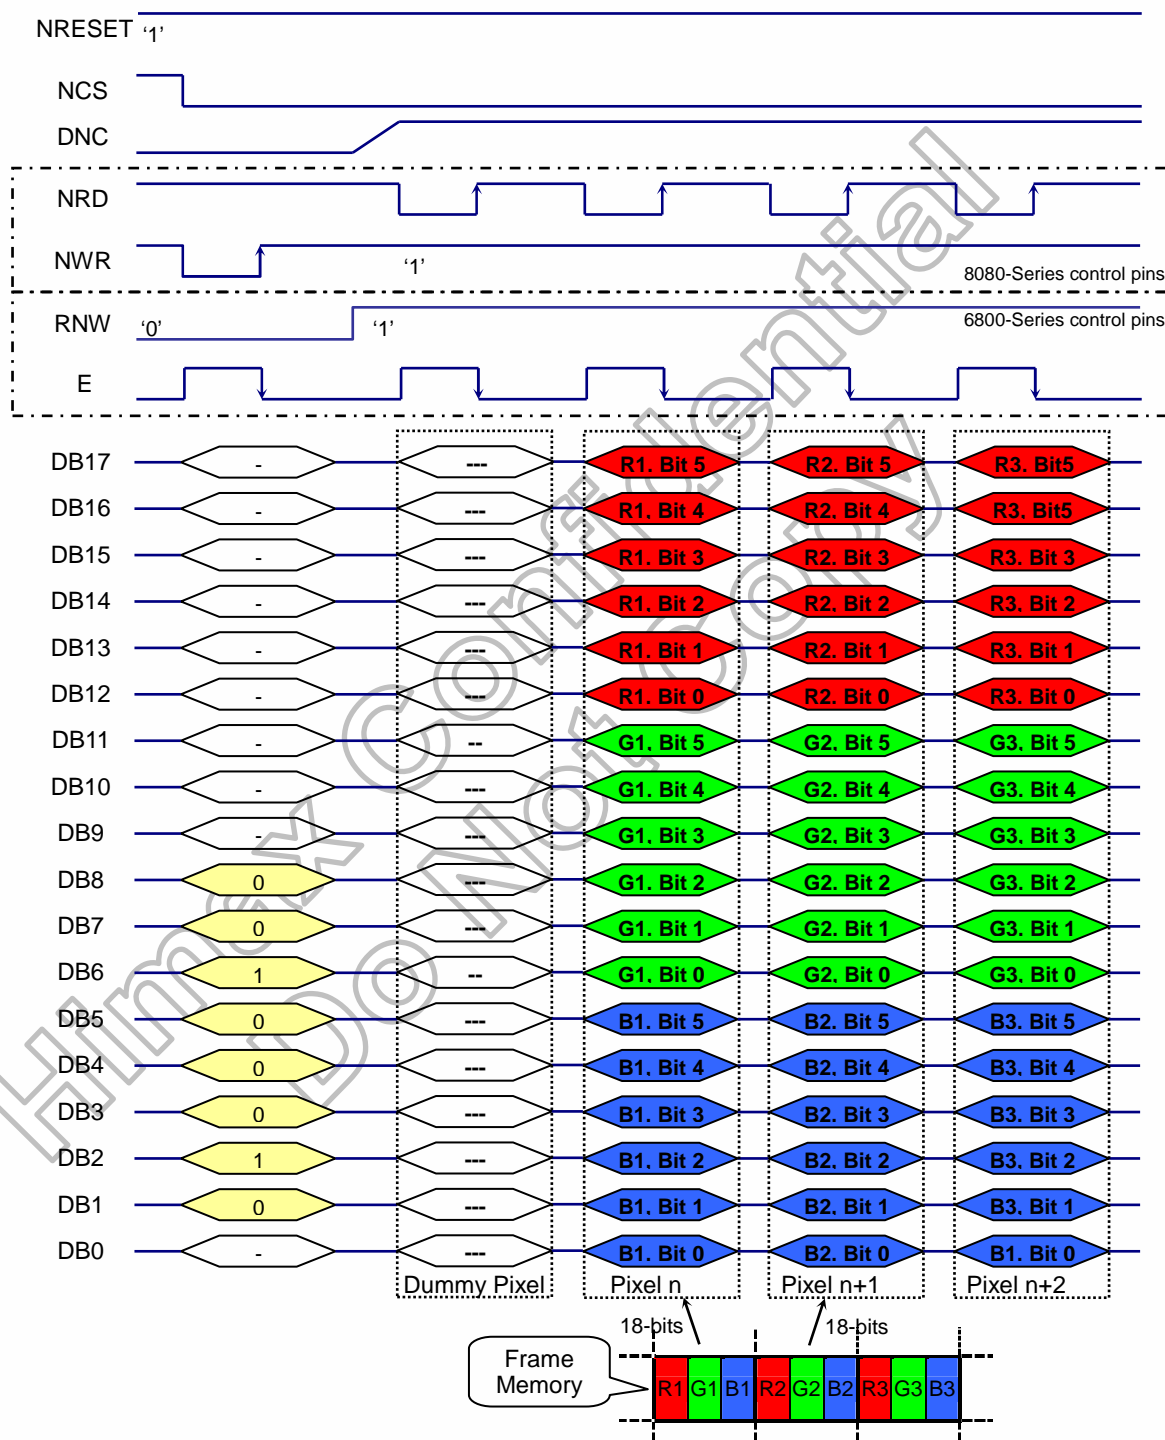 NRESET '1'
NCS
DNC
NRD
NWR '1'
8080-Series control pins
RNW '0' '1' 6800-Series control pins
E
DB17 - --- R1. Bit 5 R2. Bit 5 R3. Bit5
DB16 - --- R1. Bit 4 R2. Bit 4 R3. Bit5
DB15 - --- R1. Bit 3 R2. Bit 3 R3. Bit 3
DB14 - --- R1. Bit 2 R2. Bit 2 R3. Bit 2
DB13 - --- R1. Bit 1 R2. Bit 1 R3. Bit 1
DB12 - --- R1. Bit 0 R2. Bit 0 R3. Bit 0
DB11 - -- G1. Bit 5 G2. Bit 5 G3. Bit 5
DB10 - --- G1. Bit 4 G2. Bit 4 G3. Bit 4
DB9 - --- G1. Bit 3 G2. Bit 3 G3. Bit 3
DB8 0 --- G1. Bit 2 G2. Bit 2 G3. Bit 2
DB7 0 --- G1. Bit 1 G2. Bit 1 G3. Bit 1
DB6 1 -- G1. Bit 0 G2. Bit 0 G3. Bit 0
DB5 0 --- B1. Bit 5 B2. Bit 5 B3. Bit 5
DB4 0 --- B1. Bit 4 B2. Bit 4 B3. Bit 4
DB3 0 --- B1. Bit 3 B2. Bit 3 B3. Bit 3
DB2 1 --- B1. Bit 2 B2. Bit 2 B3. Bit 2
DB1 0 --- B1. Bit 1 B2. Bit 1 B3. Bit 1
DB0 - --- B1. Bit 0 B2. Bit 0 B1. Bit 0
Dummy Pixel Pixel n Pixel n+1 Pixel n+2
18-bits 18-bits
Frame
Memory
R1 G1 B1 R2 G2 B2 R3 G3 B3
Himax Confidential
Do Not Copy